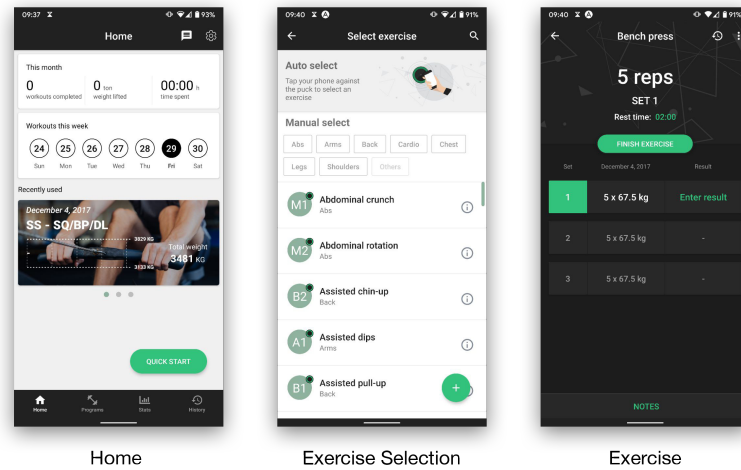 09:37
93%
Home
This month
0
workouts completed
0 ton
weight lifted
00:00 h
time spent
Workouts this week
24 25 26 27 28 29 30
Sun Mon Tue Wed Thu Fri Sat
Recently used
December 4, 2017
SS - SQ/BP/DL
3829 KG
-
3133 KG
Total weight
3481 KG
QUICK START
Home Programs Stats History
Home
09:40
91%
Select exercise
Auto select
Tap your phone against
the puck to select an
exercise
Manual select
Abs Arms Back Cardio Chest
Legs Shoulders Others
M1 Abdominal crunch
Abs
M2 Abdominal rotation
Abs
B2 Assisted chin-up
Back
A1 Assisted dips
Arms
B1 Assisted pull-up
Back
+
Exercise Selection
09:40
91%
Bench press
5 reps
SET 1
Rest time: 02:00
FINISH EXERCISE
Set December 4, 2017 Result
1 5 x 67.5 kg Enter result
2 5 x 67.5 kg -
3 5 x 67.5 kg -
NOTES
Exercise